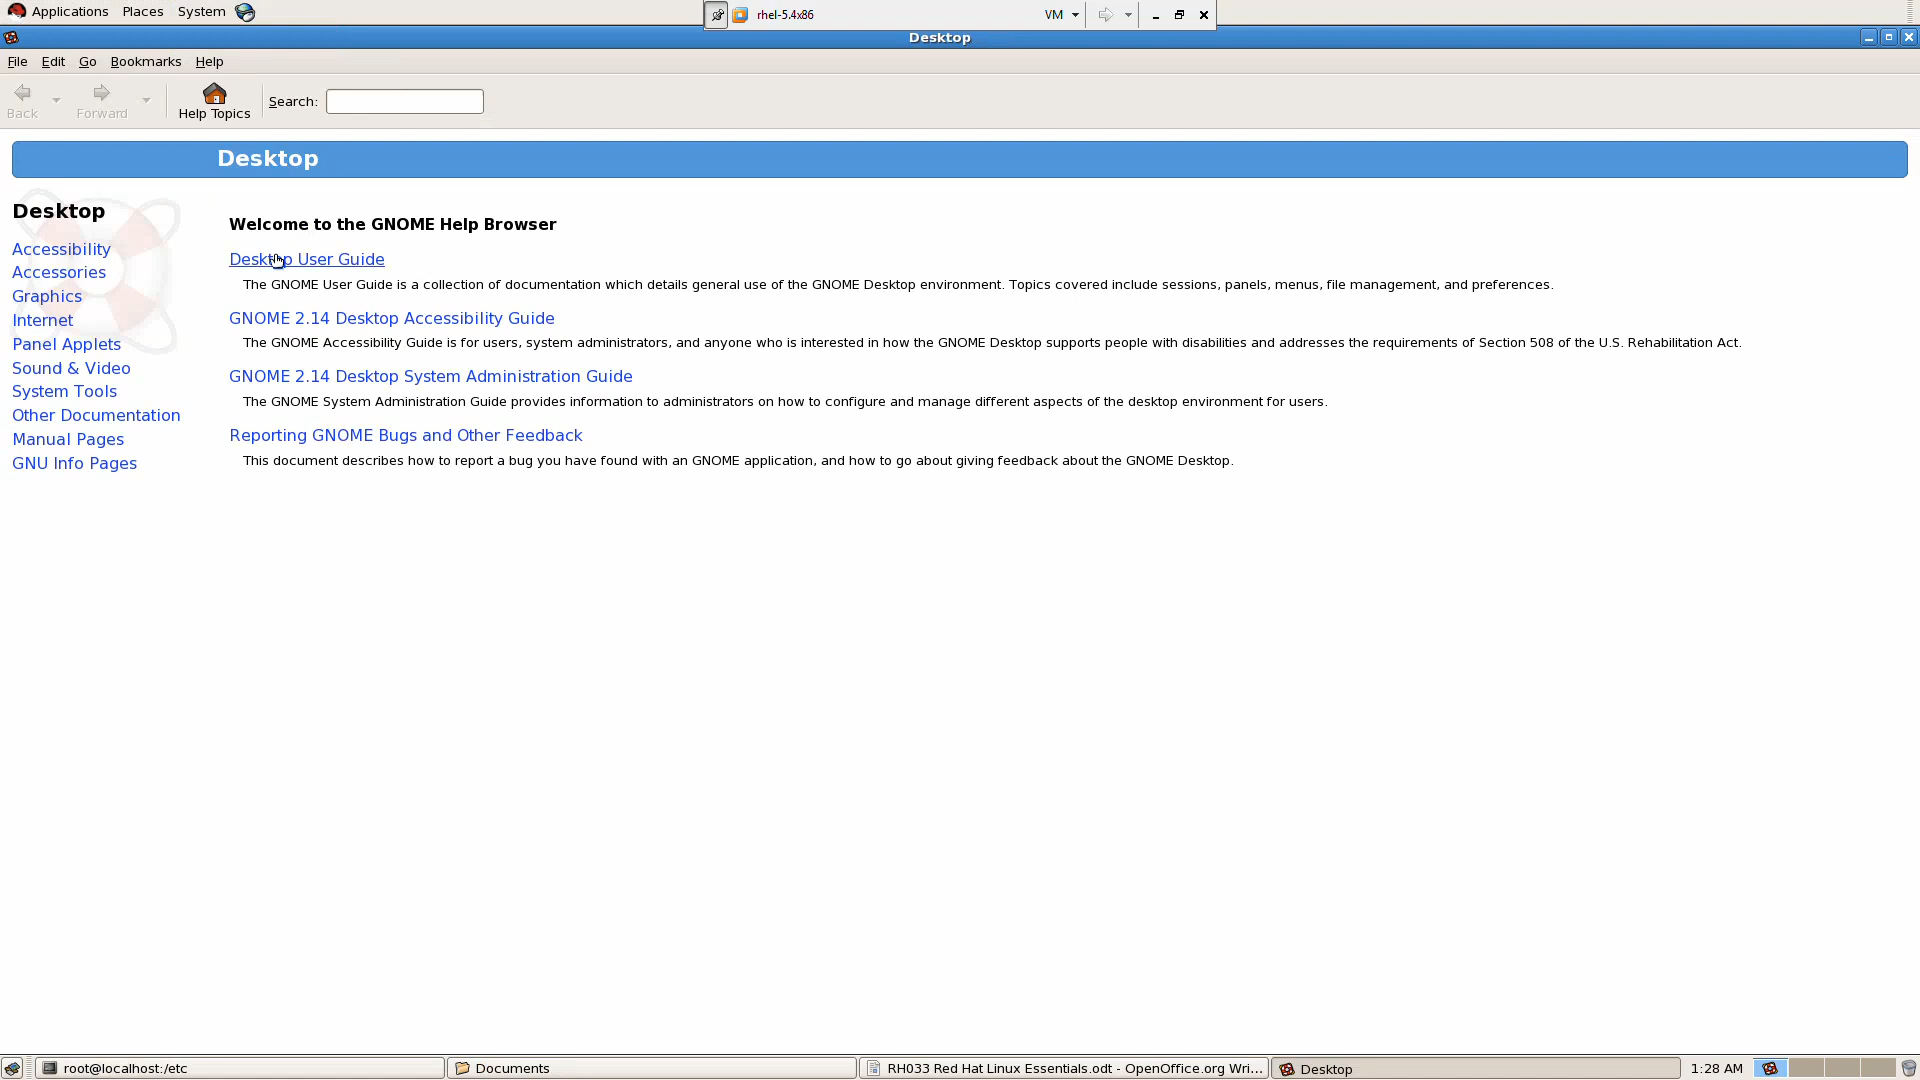 Applications Places System
rhel-5.4x86 VM
Desktop
File Edit Go Bookmarks Help
Back Forward Help Topics Search:
Desktop
Desktop
Accessibility
Accessories
Graphics
Internet
Panel Applets
Sound & Video
System Tools
Other Documentation
Manual Pages
GNU Info Pages
Welcome to the GNOME Help Browser
Desktop User Guide
The GNOME User Guide is a collection of documentation which details general use of the GNOME Desktop environment. Topics covered include sessions, panels, menus, file management, and preferences.
GNOME 2.14 Desktop Accessibility Guide
The GNOME Accessibility Guide is for users, system administrators, and anyone who is interested in how the GNOME Desktop supports people with disabilities and addresses the requirements of Section 508 of the U.S. Rehabilitation Act.
GNOME 2.14 Desktop System Administration Guide
The GNOME System Administration Guide provides information to administrators on how to configure and manage different aspects of the desktop environment for users.
Reporting GNOME Bugs and Other Feedback
This document describes how to report a bug you have found with an GNOME application, and how to go about giving feedback about the GNOME Desktop.
root@localhost:/etc Documents RH033 Red Hat Linux Essentials.odt - OpenOffice.org Wri... Desktop 1:28 AM